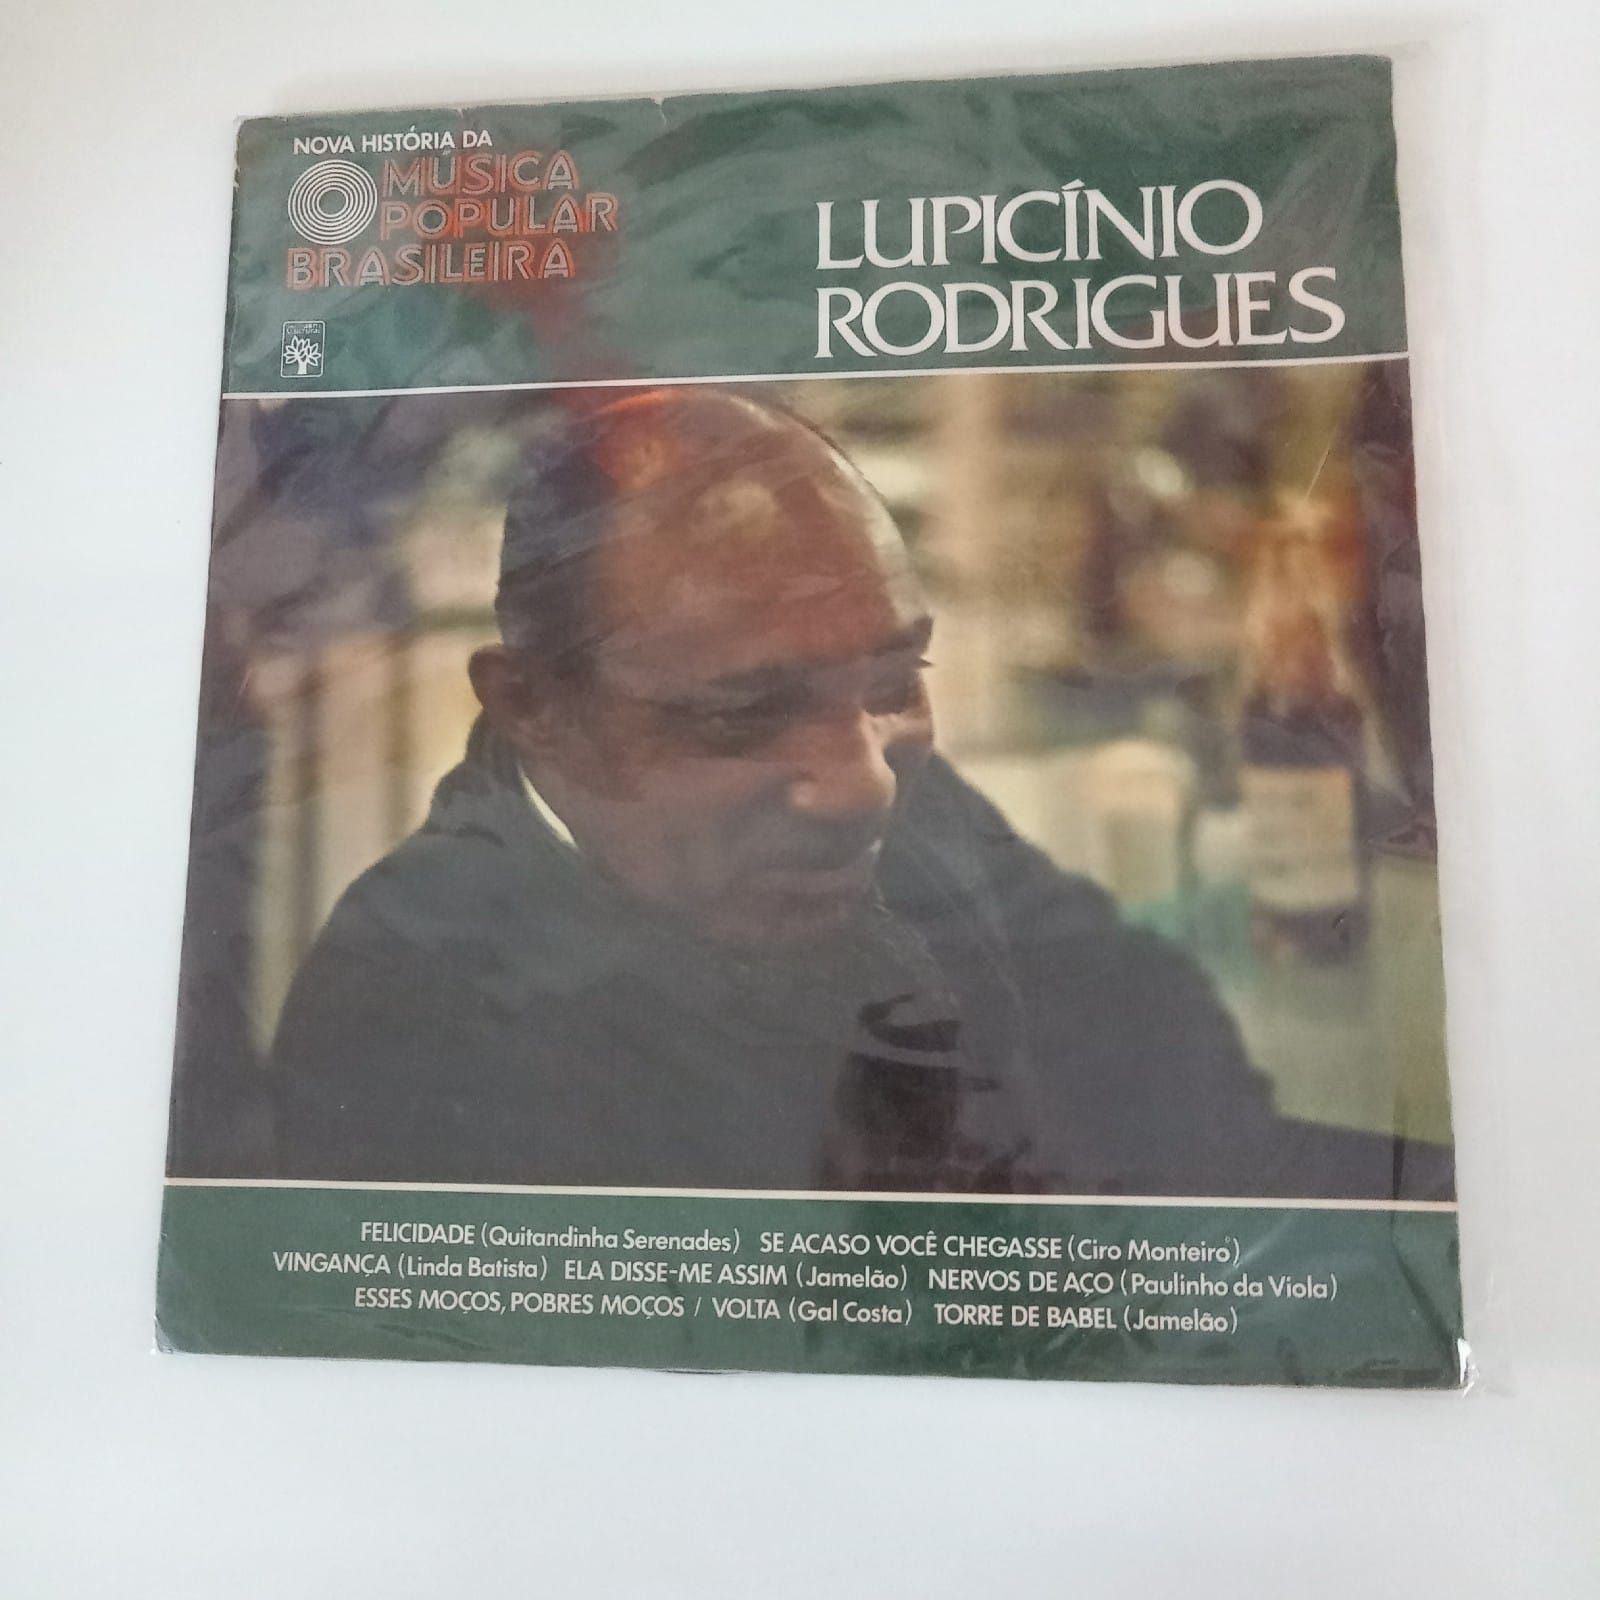 NOVA HISTÓRIA DA
MÚSICA
POPULAR
BRASILEIRA
LUPICÍNIO
RODRIGUES
FELICIDADE (Quitandinha Serenades) SE ACASO VOCÊ CHEGASSE (Ciro Monteiro)
VINGANÇA (Linda Batista) ELA DISSE-ME ASSIM (Jamelão) NERVOS DE AÇO (Paulinho da Viola)
ESSES MOÇOS, POBRES MOÇOS / VOLTA (Gal Costa) TORRE DE BABEL (Jamelão)